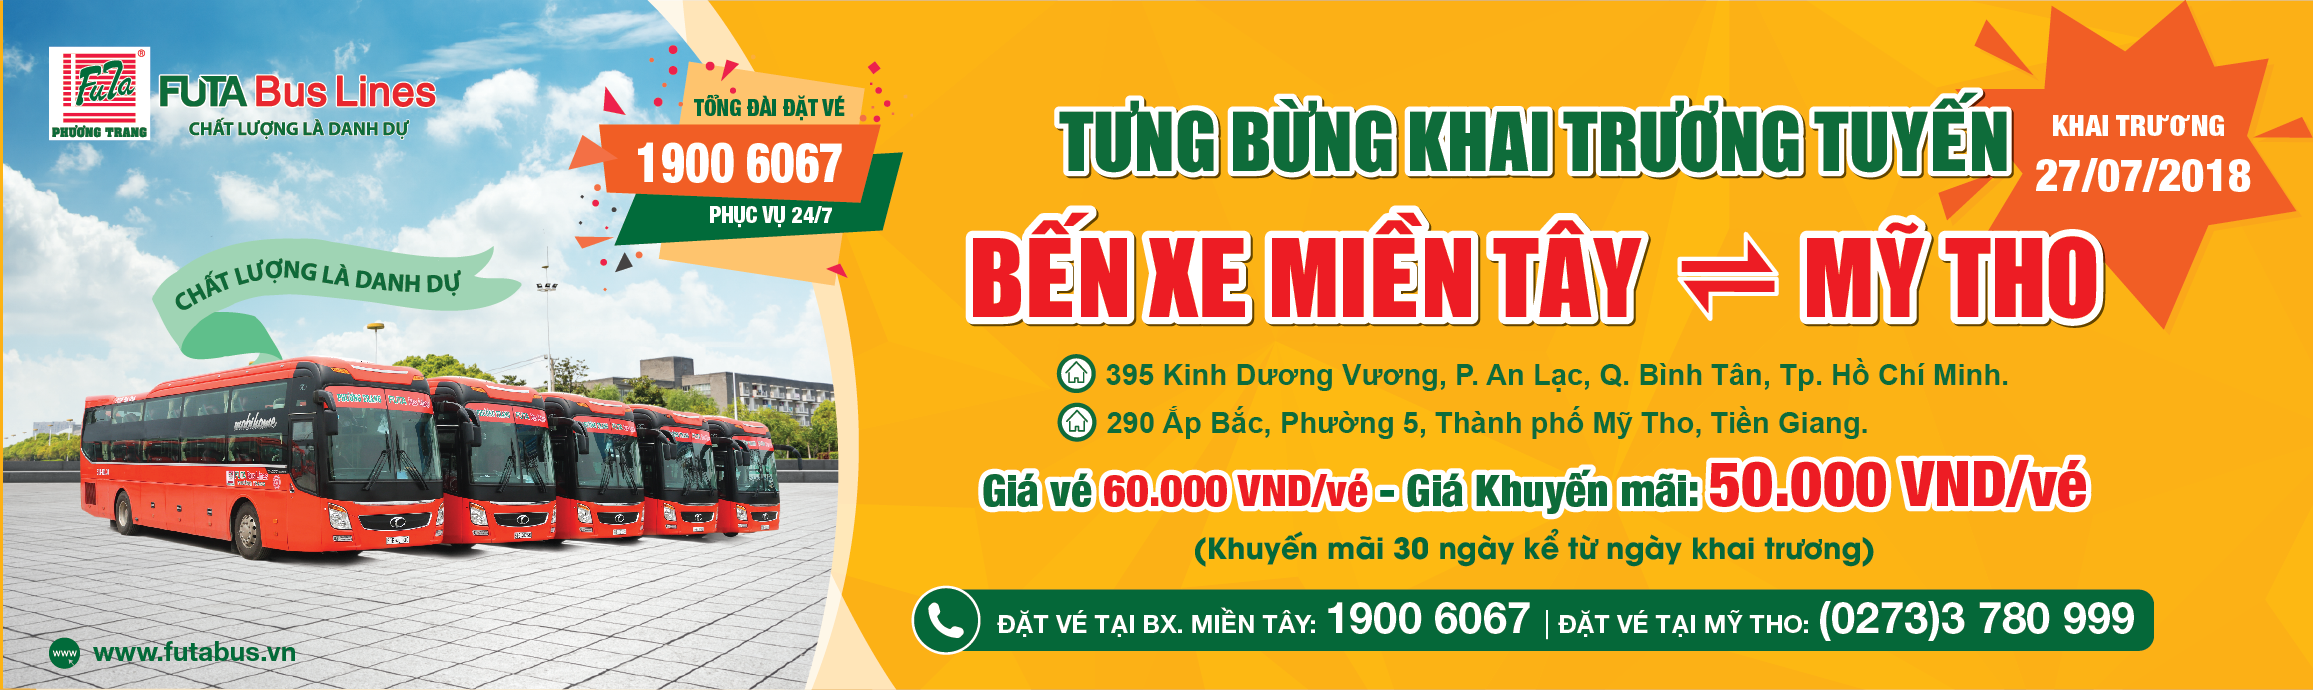 FuTa ®
PHƯƠNG TRANG
FUTA Bus Lines
CHẤT LƯỢNG LÀ DANH DỰ
TỔNG ĐÀI ĐẶT VÉ
1900 6067
PHỤC VỤ 24/7
CHẤT LƯỢNG LÀ DANH DỰ
mobihome
www
www.futabus.vn
TƯNG BỪNG KHAI TRƯƠNG TUYẾN
KHAI TRƯƠNG
27/07/2018
BẾN XE MIỀN TÂY ⇌ MỸ THO
395 Kinh Dương Vương, P. An Lạc, Q. Bình Tân, Tp. Hồ Chí Minh.
290 Ấp Bắc, Phường 5, Thành phố Mỹ Tho, Tiền Giang.
Giá vé 60.000 VND/vé - Giá Khuyến mãi: 50.000 VND/vé
(Khuyến mãi 30 ngày kể từ ngày khai trương)
ĐẶT VÉ TẠI BX. MIỀN TÂY: 1900 6067 | ĐẶT VÉ TẠI MỸ THO: (0273)3 780 999